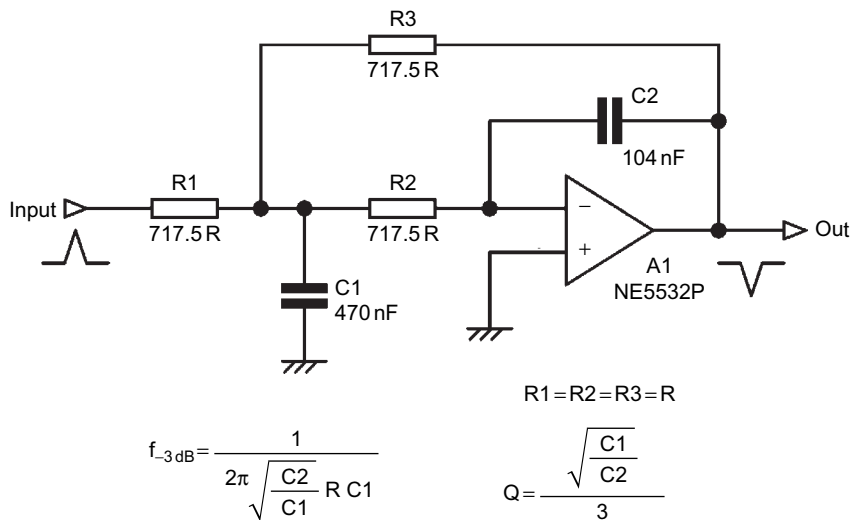 R3
717.5 R
C2
104 nF
Input
R1
717.5 R
R2
717.5 R
−
+
A1
NE5532P
Out
C1
470 nF
R1=R2=R3=R
f−3 dB= 1 / 2π √(C2/C1) R C1
Q= √(C1/C2) / 3